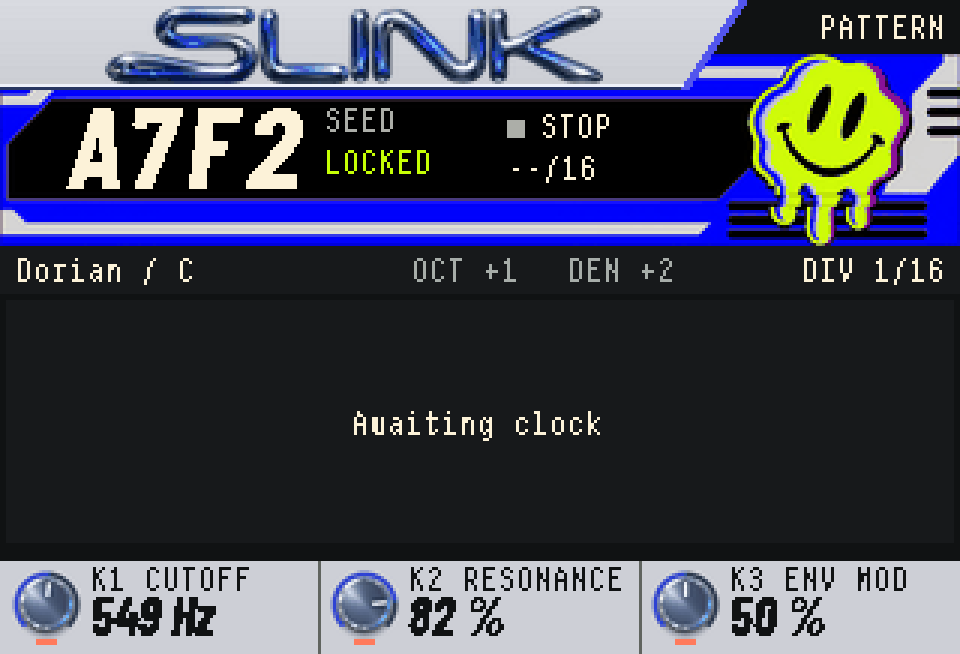 SLINK
PATTERN
A7F2
SEED
LOCKED
STOP
--/16
Dorian / C
OCT +1
DEN +2
DIV 1/16
Awaiting clock
K1 CUTOFF
549 Hz
K2 RESONANCE
82 %
K3 ENV MOD
50 %